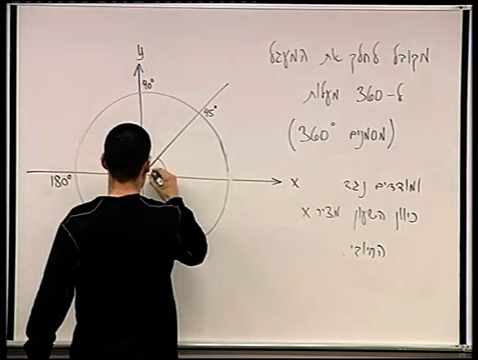 מקובל לחלק את המעגל
ל-360 מעלות
(מסמנים 360°)
ומודדים נגד
כיוון השעון מציר x
החיובי.
y
90°
45°
180°
x